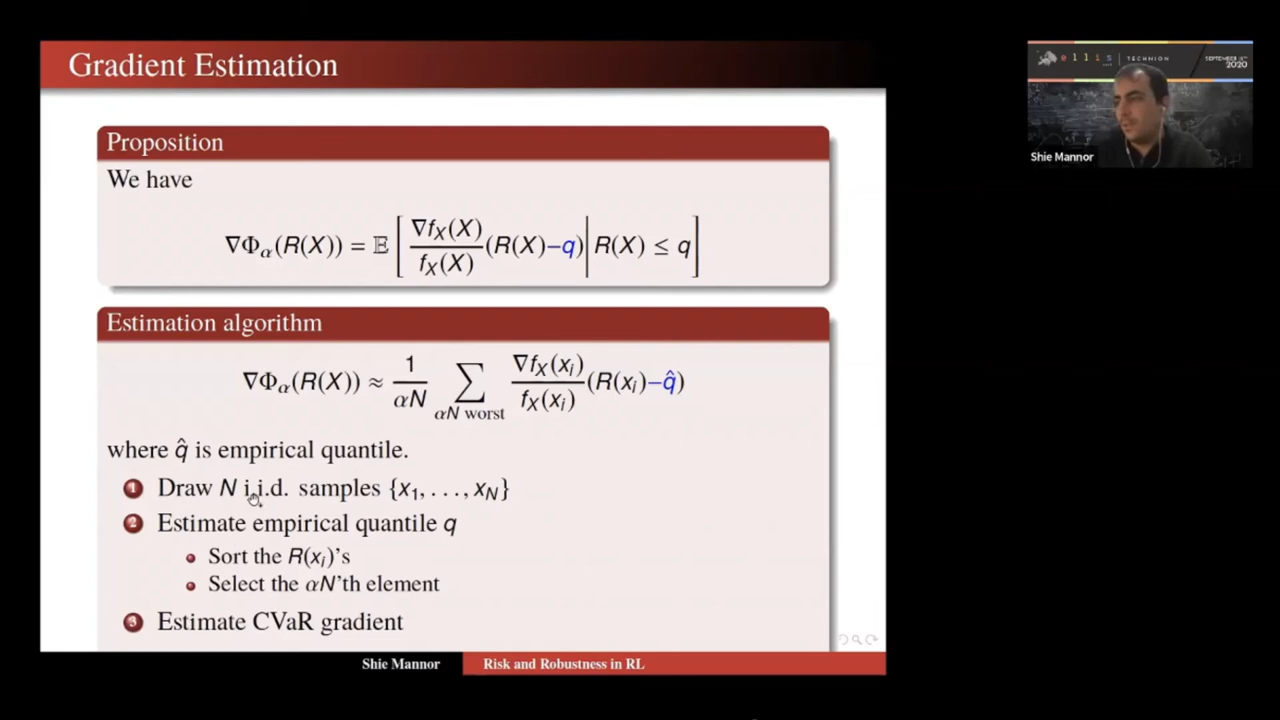 Gradient Estimation
Proposition
We have
∇Φ_α(R(X)) = 𝔼 [ ∇f_X(X) / f_X(X) (R(X)−q) | R(X) ≤ q ]
Estimation algorithm
∇Φ_α(R(X)) ≈ 1/(αN) ∑_{αN worst} ∇f_X(x_i) / f_X(x_i) (R(x_i)−q̂)
where q̂ is empirical quantile.
1 Draw N i.i.d. samples {x_1, . . . , x_N}
2 Estimate empirical quantile q
Sort the R(x_i)'s
Select the αN'th element
3 Estimate CVaR gradient
Shie Mannor
Risk and Robustness in RL
ellis
TECHNION
2020
Shie Mannor